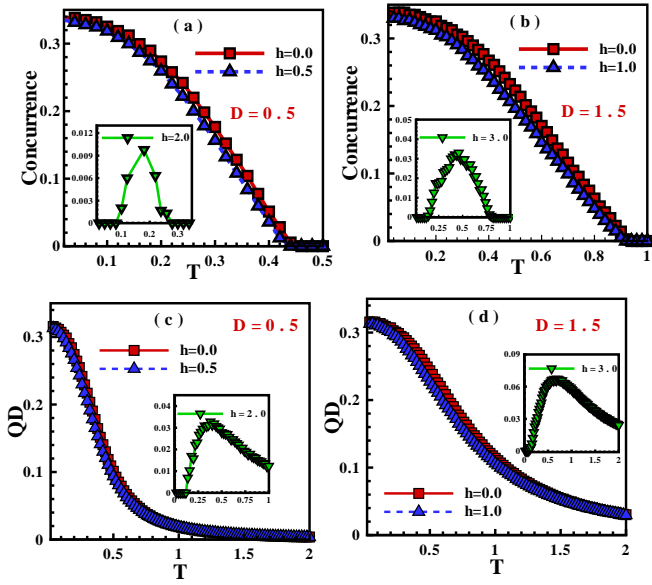 ( a )
h=0.0
h=0.5
D = 0 . 5
h=2.0
0.012
0.009
0.006
0.003
0
0.1 0.2 0.3
Concurrence
0.3
0.2
0.1
0
0.1 0.2 0.3 0.4 0.5
T
( b )
h=0.0
h=1.0
D = 1 . 5
h = 3 . 0
0.05
0.04
0.03
0.02
0.01
0
0.25 0.5 0.75 1
Concurrence
0.3
0.2
0.1
0
0.2 0.4 0.6 0.8 1
T
( c )
D = 0 . 5
h=0.0
h=0.5
h = 2 . 0
0.04
0.03
0.02
0.01
0
0 0.25 0.5 0.75 1
QD
0.3
0.2
0.1
0
0.5 1 1.5 2
T
( d )
D = 1 . 5
h = 3 . 0
0.09
0.06
0.03
0
0 0.5 1 1.5 2
h=0.0
h=1.0
QD
0.3
0.2
0.1
0
0.5 1 1.5 2
T